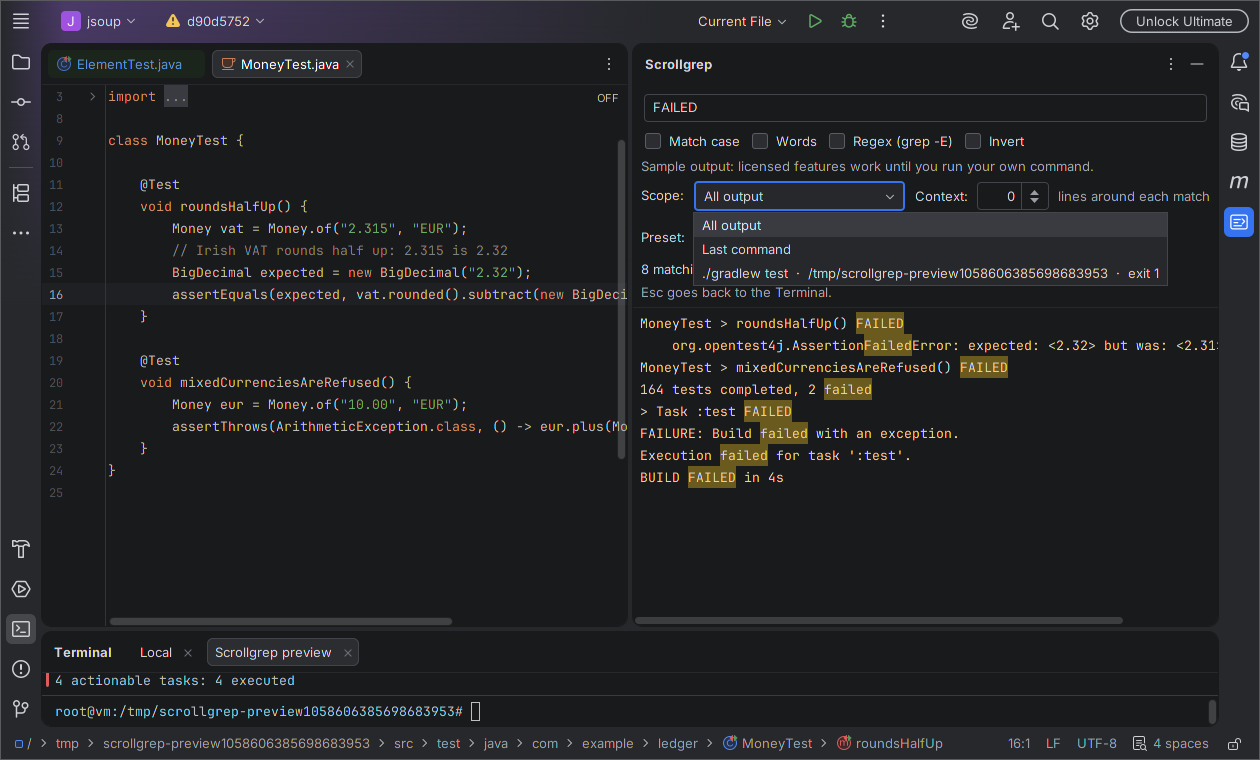 J jsoup
d90d5752
Current File
Unlock Ultimate
ElementTest.java
MoneyTest.java
3 import ...
OFF
8
9 class MoneyTest {
10
11 @Test
12 void roundsHalfUp() {
13 Money vat = Money.of("2.315", "EUR");
14 // Irish VAT rounds half up: 2.315 is 2.32
15 BigDecimal expected = new BigDecimal("2.32");
16 assertEquals(expected, vat.rounded().subtract(new BigDeci
17 }
18
19 @Test
20 void mixedCurrenciesAreRefused() {
21 Money eur = Money.of("10.00", "EUR");
22 assertThrows(ArithmeticException.class, () -> eur.plus(Mo
23 }
24 }
25
Scrollgrep
FAILED
Match case Words Regex (grep -E) Invert
Sample output: licensed features work until you run your own command.
Scope: All output Context: 0 lines around each match
All output
Preset:
Last command
8 matchi
./gradlew test · /tmp/scrollgrep-preview1058606385698683953 · exit 1
Esc goes back to the Terminal.
MoneyTest > roundsHalfUp() FAILED
org.opentest4j.AssertionFailedError: expected: <2.32> but was: <2.31>
MoneyTest > mixedCurrenciesAreRefused() FAILED
164 tests completed, 2 failed
> Task :test FAILED
FAILURE: Build failed with an exception.
Execution failed for task ':test'.
BUILD FAILED in 4s
m
Terminal
Local
Scrollgrep preview
4 actionable tasks: 4 executed
root@vm:/tmp/scrollgrep-preview1058606385698683953#
/ > tmp > scrollgrep-preview1058606385698683953 > src > test > java > com > example > ledger > MoneyTest > roundsHalfUp
16:1 LF UTF-8 4 spaces